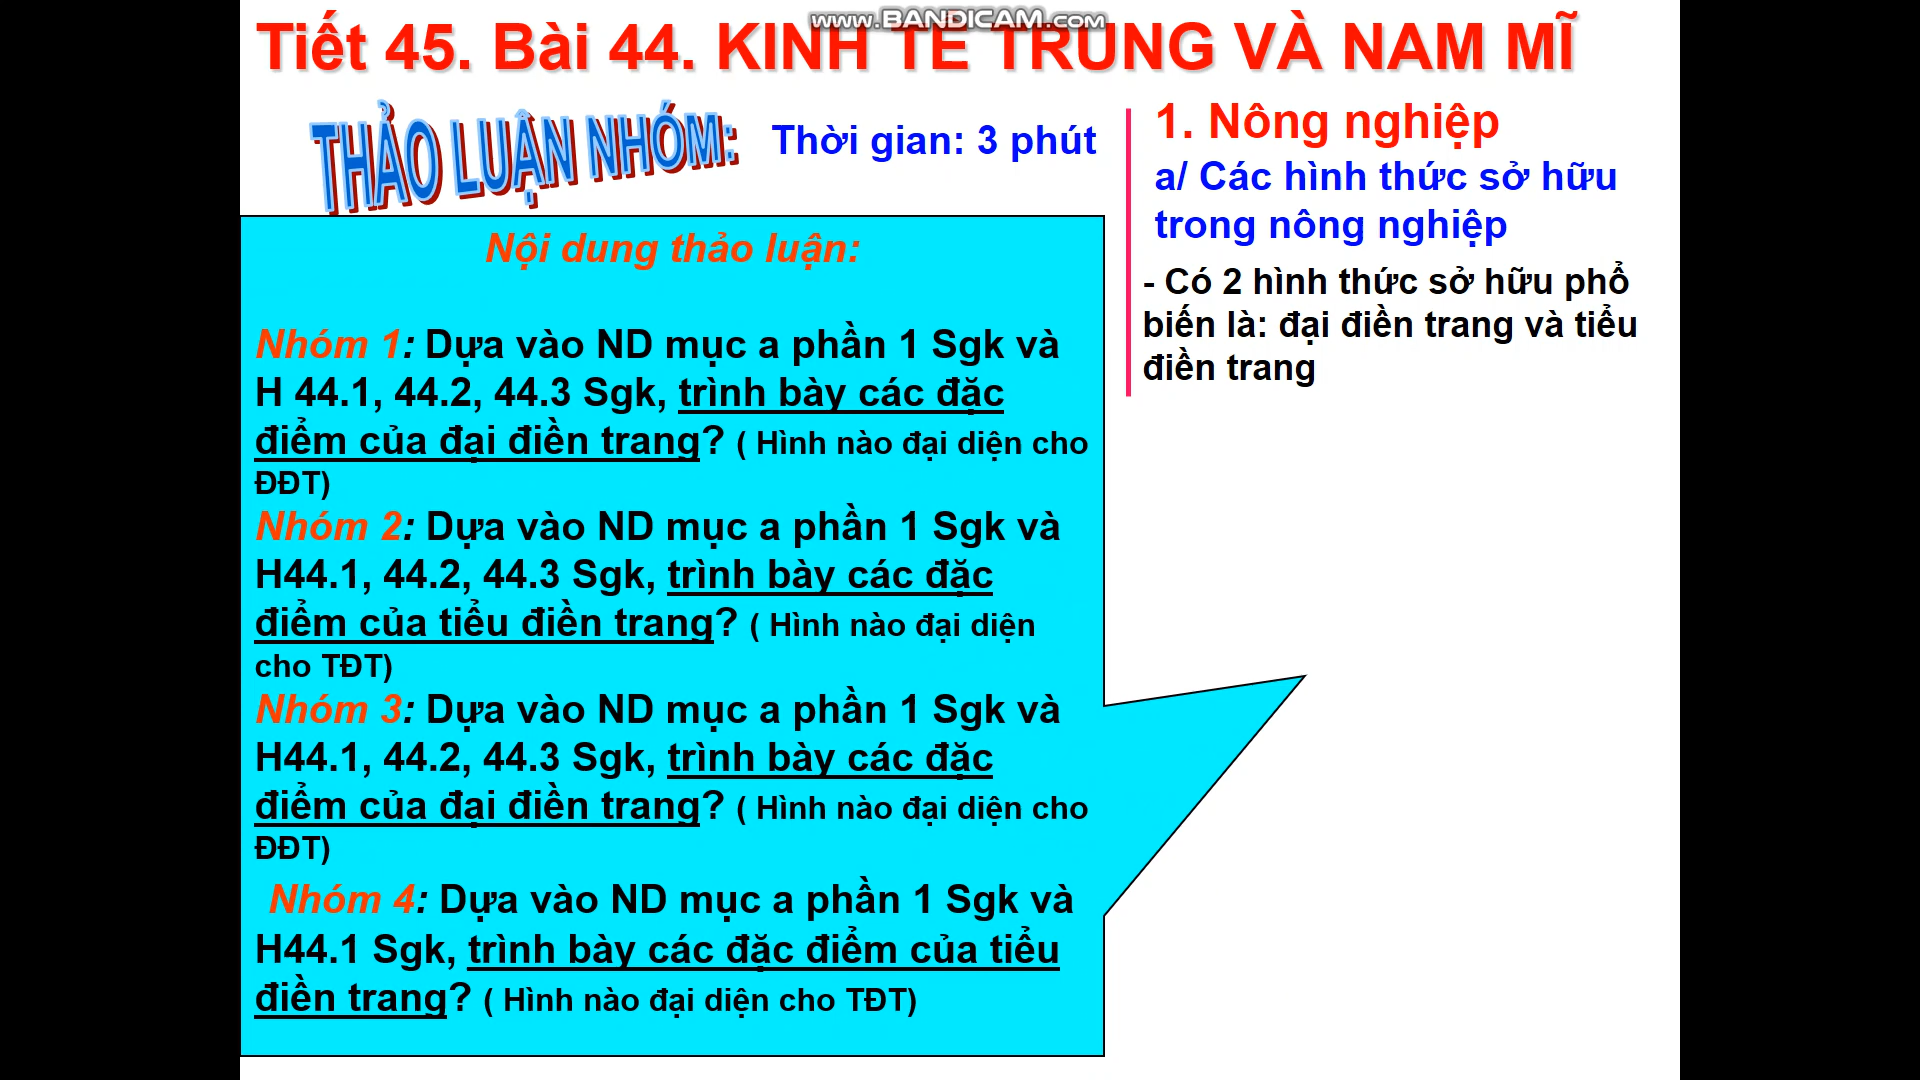 www.BANDICAM.com
Tiết 45. Bài 44. KINH TẾ TRUNG VÀ NAM MĨ
THẢO LUẬN NHÓM:
Thời gian: 3 phút
Nội dung thảo luận:
Nhóm 1: Dựa vào ND mục a phần 1 Sgk và
H 44.1, 44.2, 44.3 Sgk, trình bày các đặc
điểm của đại điền trang? ( Hình nào đại diện cho
ĐĐT)
Nhóm 2: Dựa vào ND mục a phần 1 Sgk và
H44.1, 44.2, 44.3 Sgk, trình bày các đặc
điểm của tiểu điền trang? ( Hình nào đại diện
cho TĐT)
Nhóm 3: Dựa vào ND mục a phần 1 Sgk và
H44.1, 44.2, 44.3 Sgk, trình bày các đặc
điểm của đại điền trang? ( Hình nào đại diện cho
ĐĐT)
Nhóm 4: Dựa vào ND mục a phần 1 Sgk và
H44.1 Sgk, trình bày các đặc điểm của tiểu
điền trang? ( Hình nào đại diện cho TĐT)
1. Nông nghiệp
a/ Các hình thức sở hữu
trong nông nghiệp
- Có 2 hình thức sở hữu phổ
biến là: đại điền trang và tiểu
điền trang